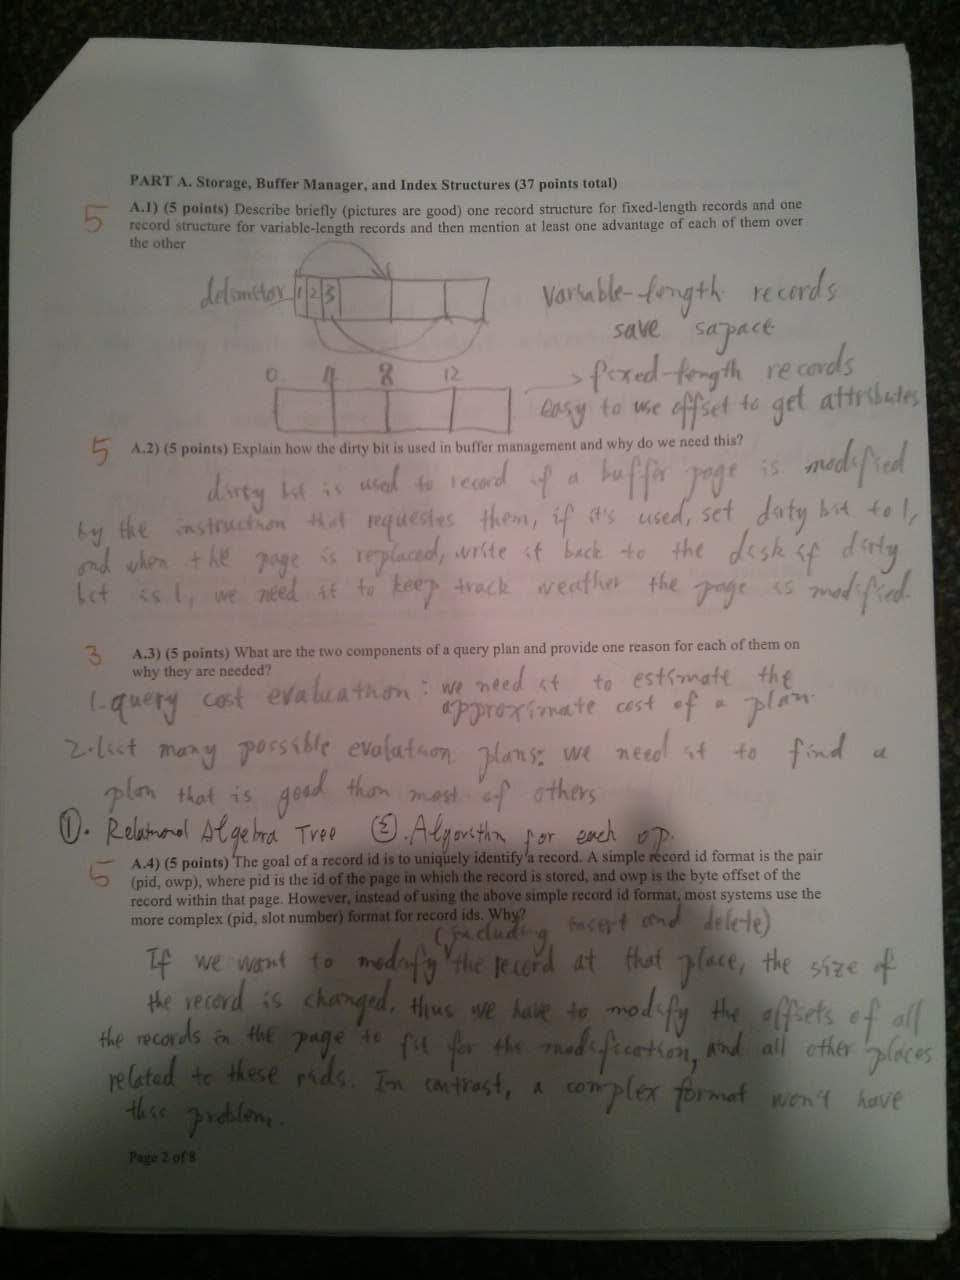 PART A. Storage, Buffer Manager, and Index Structures (37 points total)
5 A.1) (5 points) Describe briefly (pictures are good) one record structure for fixed-length records and one
record structure for variable-length records and then mention at least one advantage of each of them over
the other
delimitor 1 2 3
Variable-length records
save sapace
0 4 8 12
fixed-length records
easy to use offset to get attributes
5 A.2) (5 points) Explain how the dirty bit is used in buffer management and why do we need this?
dirty bit is used to record if a buffer page is modified
by the instruction that requestes them, if it's used, set dirty bit to 1,
and when the page is replaced, write it back to the disk if dirty
bit is 1, we need it to keep track weather the page is modified.
3 A.3) (5 points) What are the two components of a query plan and provide one reason for each of them on
why they are needed?
1. query cost evaluathon: we need it to estimate the
approximate cost of a plan.
2. list many possible evalutaion plans: we need it to find a
plan that is good than most of others
①. Relational Algebra Tree ②. Algorithm for each op.
5 A.4) (5 points) The goal of a record id is to uniquely identify a record. A simple record id format is the pair
(pid, owp), where pid is the id of the page in which the record is stored, and owp is the byte offset of the
record within that page. However, instead of using the above simple record id format, most systems use the
more complex (pid, slot number) format for record ids. Why?
(including insert and delete)
If we want to modify the record at that place, the size of
the record is changed, thus we have to modify the offsets of all
the records in the page to fit for the modification, and all other places
related to these rids. In contrast, a complex format won't have
this problem.
Page 2 of 8